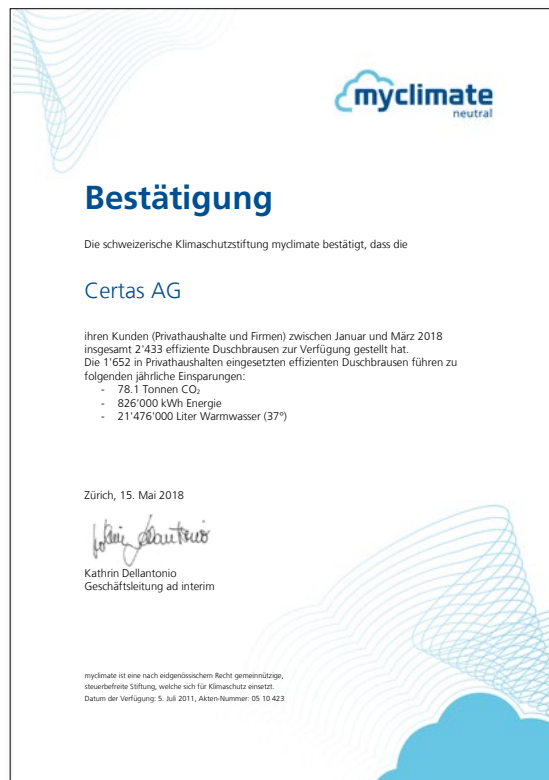 myclimate
neutral
Bestätigung
Die schweizerische Klimaschutzstiftung myclimate bestätigt, dass die
Certas AG
ihren Kunden (Privathaushalte und Firmen) zwischen Januar und März 2018
insgesamt 2'433 effiziente Duschbrausen zur Verfügung gestellt hat.
Die 1'652 in Privathaushalten eingesetzten effizienten Duschbrausen führen zu
folgenden jährliche Einsparungen:
- 78.1 Tonnen CO₂
- 826'000 kWh Energie
- 21'476'000 Liter Warmwasser (37°)
Zürich, 15. Mai 2018
Kathrin Dellantonio
Geschäftsleitung ad interim
myclimate ist eine nach eidgenössischem Recht gemeinnützige,
steuerbefreite Stiftung, welche sich für Klimaschutz einsetzt.
Datum der Verfügung: 5. Juli 2011, Akten-Nummer: 05 10 423